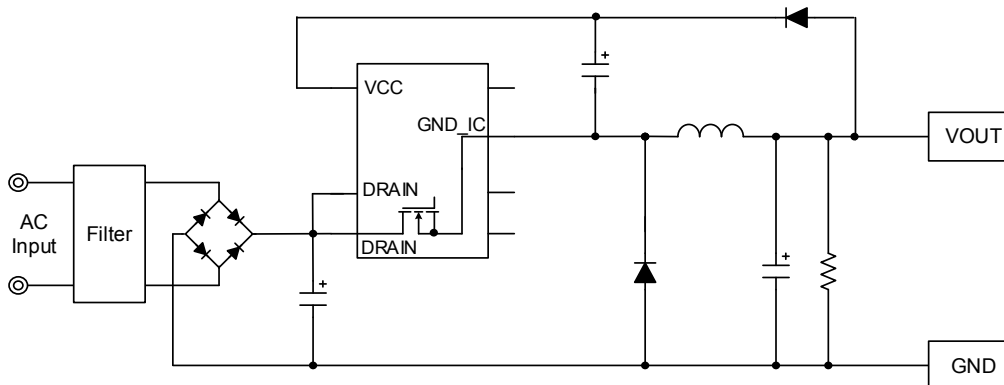 VCC
GND_IC
VOUT
DRAIN
AC
Input
Filter
DRAIN
GND
+
+
+